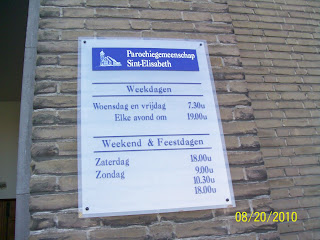 Parochiegemeenschap
Sint-Elisabeth
Weekdagen
Woensdag en vrijdag 7.30u
Elke avond om 19.00u
Weekend & Feestdagen
Zaterdag 18.00u
Zondag 9.00u
10.30u
18.00u
08/20/2010